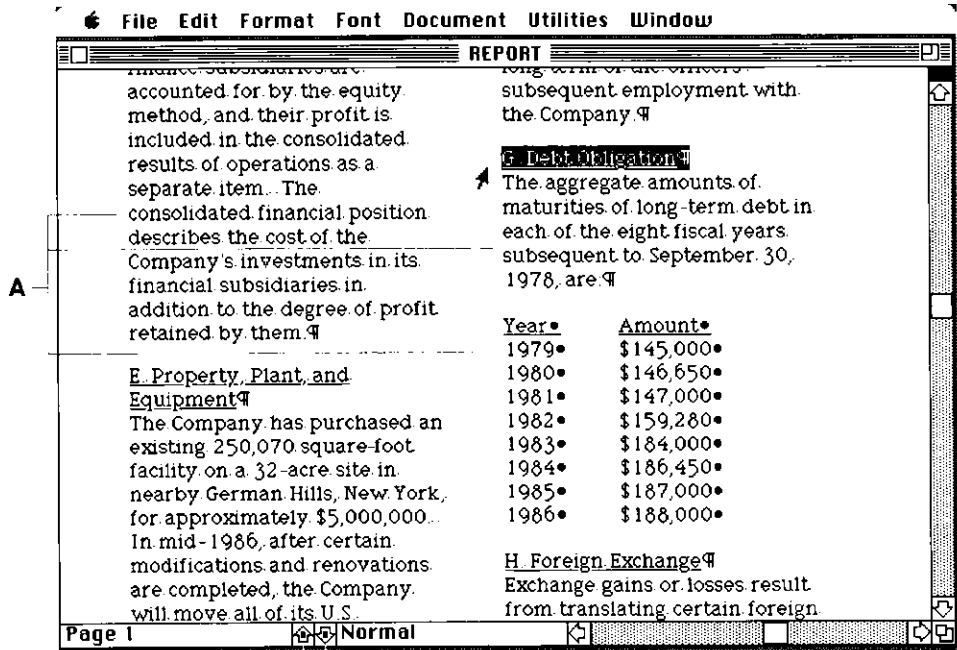 File Edit Format Font Document Utilities Window
REPORT
finance subsidiaries are
accounted for by the equity
method, and their profit is
included in the consolidated
results of operations as a
separate item. The
consolidated financial position
describes the cost of the
Company's investments in its
financial subsidiaries in
addition to the degree of profit
retained by them.¶
E. Property, Plant, and
Equipment¶
The Company has purchased an
existing 250,070 square-foot
facility on a 32-acre site in
nearby German Hills, New York,
for approximately $5,000,000.
In mid-1986, after certain
modifications and renovations
are completed, the Company
will move all of its U.S.
long-term of the officers'
subsequent employment with
the Company.¶
G. Debt Obligation¶
The aggregate amounts of
maturities of long-term debt in
each of the eight fiscal years
subsequent to September 30,
1978, are:¶
Year• Amount•
1979• $145,000•
1980• $146,650•
1981• $147,000•
1982• $159,280•
1983• $184,000•
1984• $186,450•
1985• $187,000•
1986• $188,000•
H. Foreign Exchange¶
Exchange gains or losses result
from translating certain foreign
A
Page 1 Normal